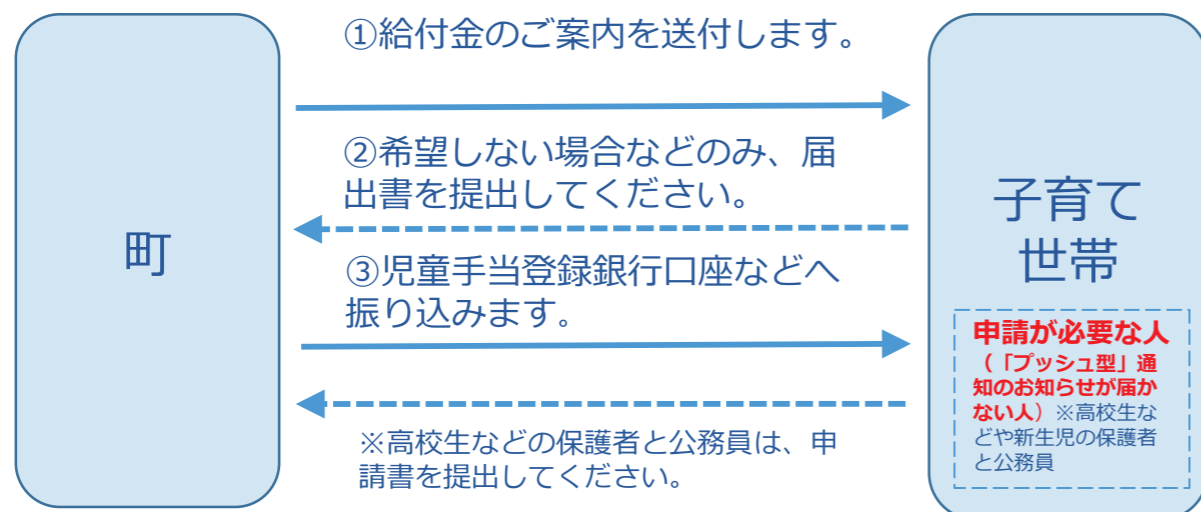 ①給付金のご案内を送付します。
②希望しない場合などのみ、届
出書を提出してください。
町
③児童手当登録銀行口座などへ
振り込みます。
※高校生などの保護者と公務員は、申
請書を提出してください。
子育て
世帯
申請が必要な人
(「プッシュ型」通
知のお知らせが届か
ない人)※高校生な
どや新生児の保護者
と公務員